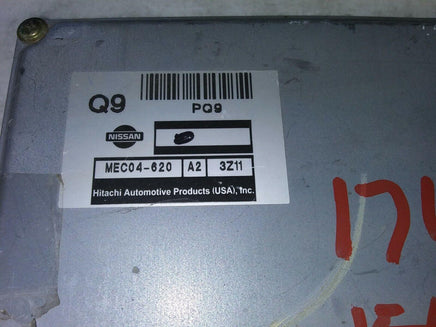 Q9
PQ9
NISSAN
MEC04-620 A2 3Z11
Hitachi Automotive Products (USA), Inc.